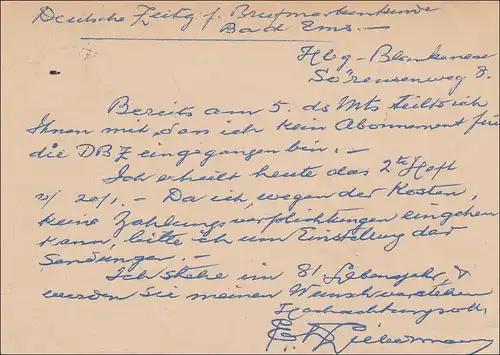 Deutsche Zeitg f. Briefmarkenkunde
Bad Ems.-
Hbg-Blankenese
Sörensenweg 8.
Bereits am 5. ds Mts teilte ich
Ihnen mit, das ich kein Abonnement für
die DBZ eingegangen bin.-
Ich erhielt heute das 2te Heft
v/ 20/1.- Da ich, wegen der Kosten,
keine Zahlungsverpflichtungen eingehen
kann, bitte ich um Einstellung der
Sendungen.-
Ich stehe im 81 Lebensjahr, &
werden Sie meinen Wunsch verstehen
Hochachtungsvoll
Liebermann